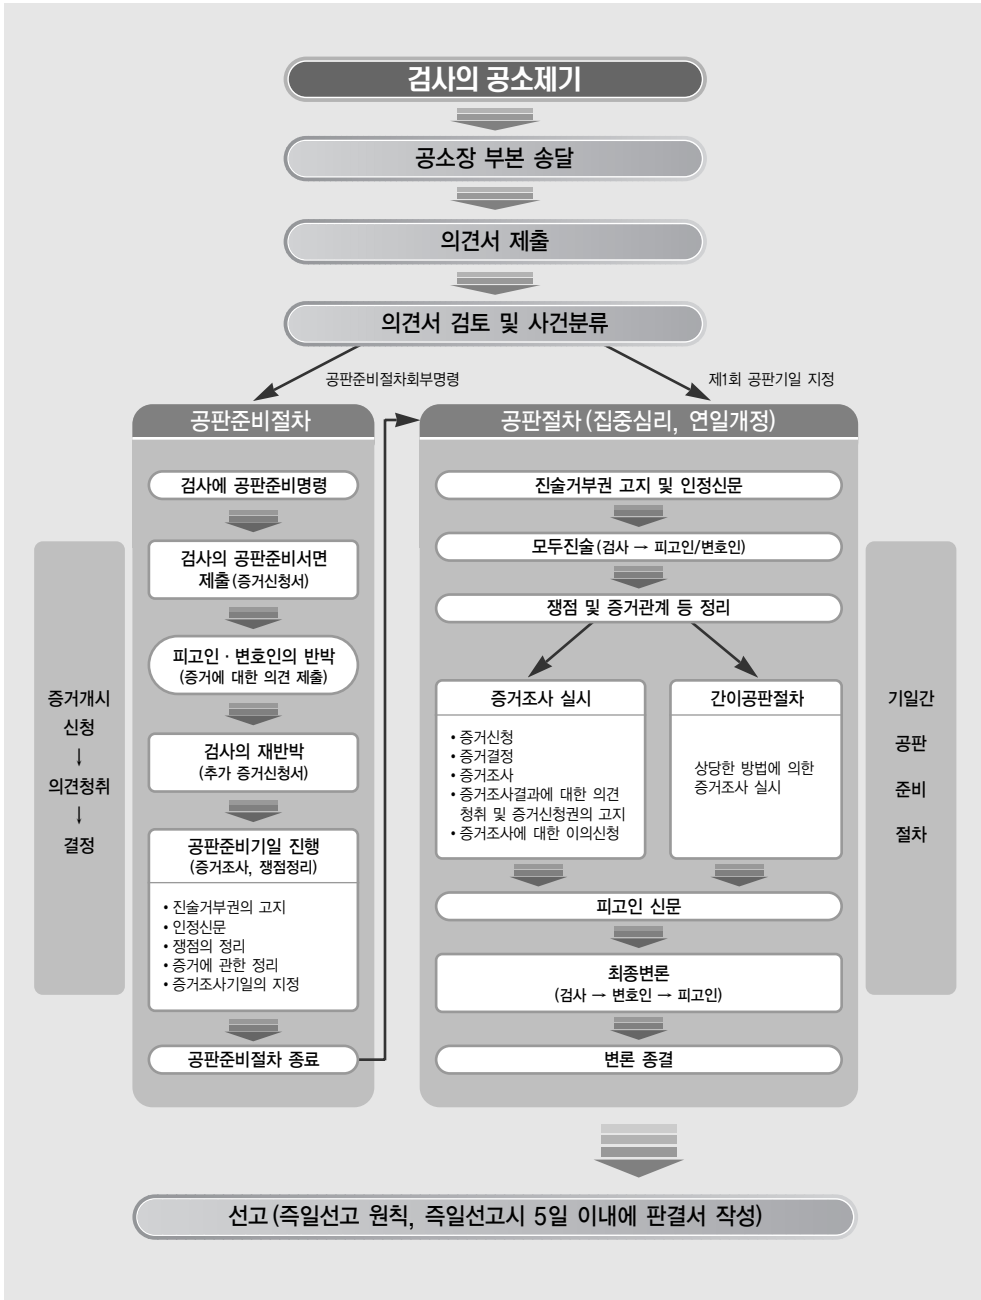 검사의 공소제기
공소장 부본 송달
의견서 제출
의견서 검토 및 사건분류
공판준비절차회부명령
제1회 공판기일 지정
증거개시
신청
↓
의견청취
↓
결정
공판준비절차
검사에 공판준비명령
검사의 공판준비서면
제출(증거신청서)
피고인·변호인의 반박
(증거에 대한 의견 제출)
검사의 재반박
(추가 증거신청서)
공판준비기일 진행
(증거조사, 쟁점정리)
• 진술거부권의 고지
• 인정신문
• 쟁점의 정리
• 증거에 관한 정리
• 증거조사기일의 지정
공판준비절차 종료
공판절차(집중심리, 연일개정)
진술거부권 고지 및 인정신문
모두진술(검사 → 피고인/변호인)
쟁점 및 증거관계 등 정리
증거조사 실시
• 증거신청
• 증거결정
• 증거조사
• 증거조사결과에 대한 의견
청취 및 증거신청권의 고지
• 증거조사에 대한 이의신청
간이공판절차
상당한 방법에 의한
증거조사 실시
피고인 신문
최종변론
(검사 → 변호인 → 피고인)
변론 종결
기일간
공판
준비
절차
선고(즉일선고 원칙, 즉일선고시 5일 이내에 판결서 작성)